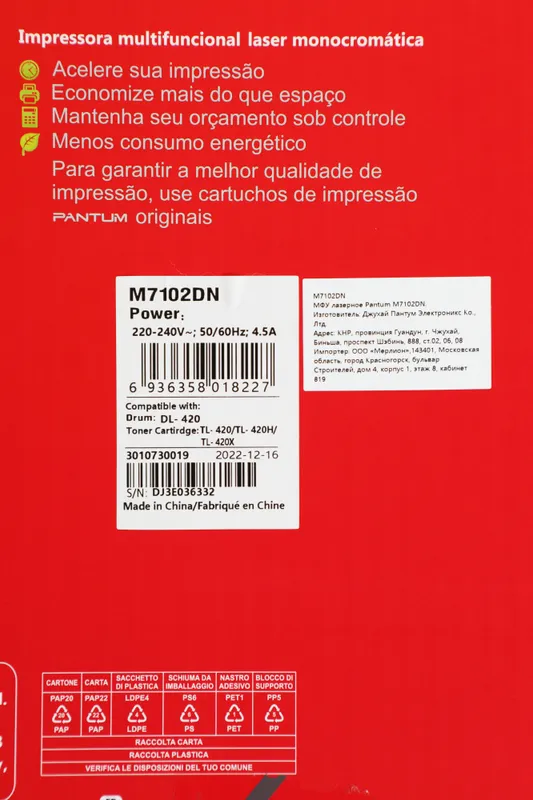 Impressora multifuncional laser monocromática
Acelere sua impressão
Economize mais do que espaço
Mantenha seu orçamento sob controle
Menos consumo energético
Para garantir a melhor qualidade de
impressão, use cartuchos de impressão
PANTUM originais
M7102DN
Power:
220-240V~; 50/60Hz; 4.5A
6 936358 018227
Compatible with:
Drum: DL- 420
Toner Cartirdge: TL- 420/TL- 420H/
TL- 420X
3010730019 2022-12-16
S/N: DJ3E036332
Made in China/Fabriqué en Chine
M7102DN
МФУ лазерное Pantum M7102DN.
Изготовитель: Джухай Пантум Электроникс Ко.,
Лтд.
Адрес: КНР, провинция Гуандун, г. Чжухай,
Биньша, проспект Шэбинь, 888, ст.02, 06, 08
Импортер: ООО «Мерлион»,143401, Московская
область, город Красногорск, бульвар
Строителей, дом 4, корпус 1, этаж 8, кабинет
819
CARTONE CARTA SACCHETTO DI PLASTICA SCHIUMA DA IMBALLAGGIO NASTRO ADESIVO BLOCCO DI SUPPORTO
PAP20 PAP22 LDPE4 PS6 PET1 PP5
20 22 4 6 1 5
PAP PAP LDPE PS PET PP
RACCOLTA CARTA
RACCOLTA PLASTICA
VERIFICA LE DISPOSIZIONI DEL TUO COMUNE